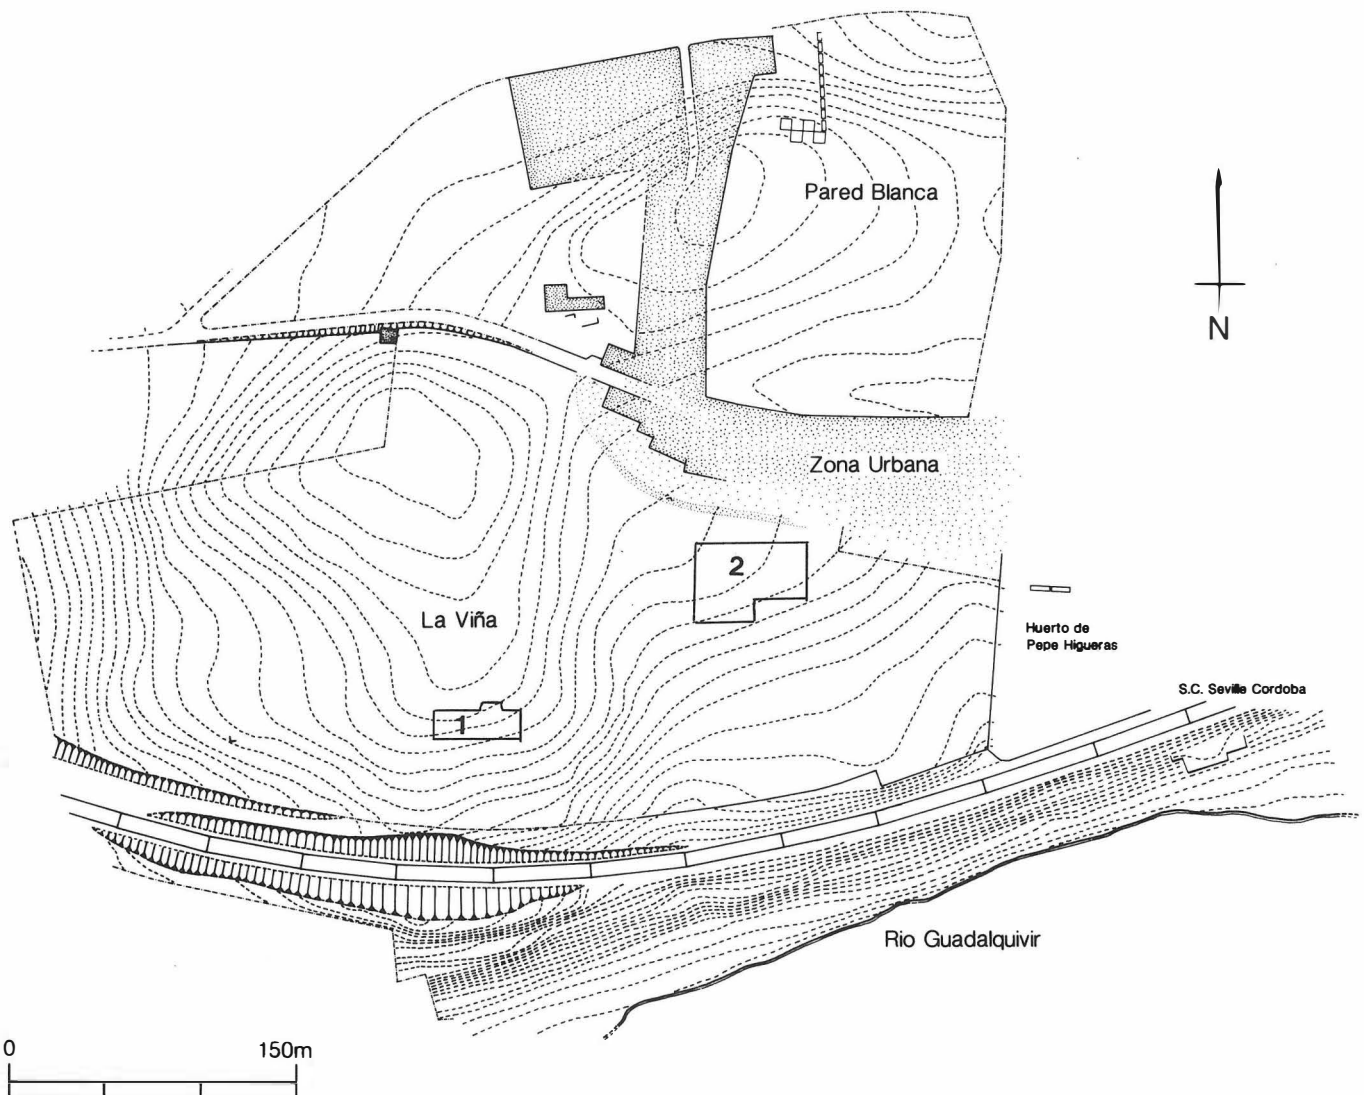 Pared Blanca
N
Zona Urbana
2
La Viña
Huerto de
Pepe Higueras
S.C. Seville Cordoba
1
Rio Guadalquivir
0 150m